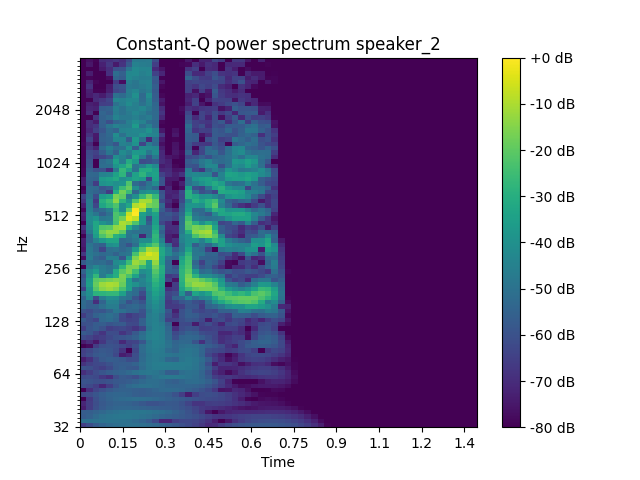 Constant-Q power spectrum speaker_2
Hz
2048
1024
512
256
128
64
32
0 0.15 0.3 0.45 0.6 0.75 0.9 1.1 1.2 1.4
Time
+0 dB
-10 dB
-20 dB
-30 dB
-40 dB
-50 dB
-60 dB
-70 dB
-80 dB